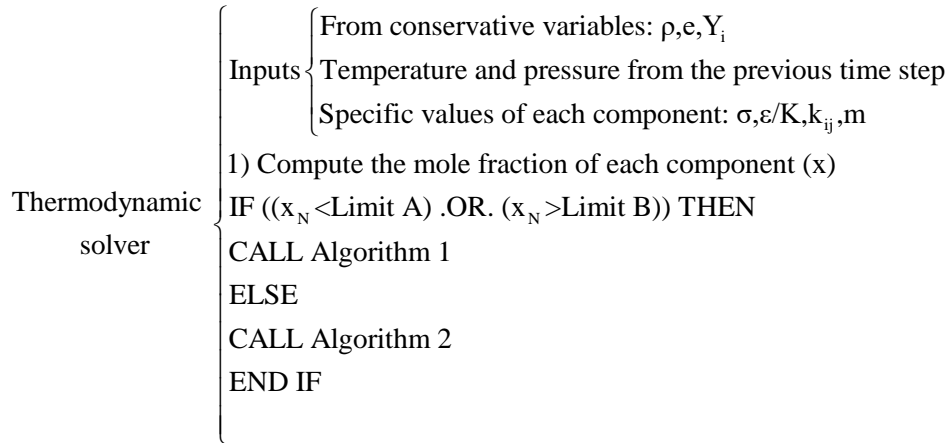 From conservative variables: ρ,e,Yᵢ
Inputs
Temperature and pressure from the previous time step
Specific values of each component: σ,ε/K,kᵢⱼ,m
1) Compute the mole fraction of each component (x)
Thermodynamic
solver
IF ((x_N <Limit A) .OR. (x_N >Limit B)) THEN
CALL Algorithm 1
ELSE
CALL Algorithm 2
END IF